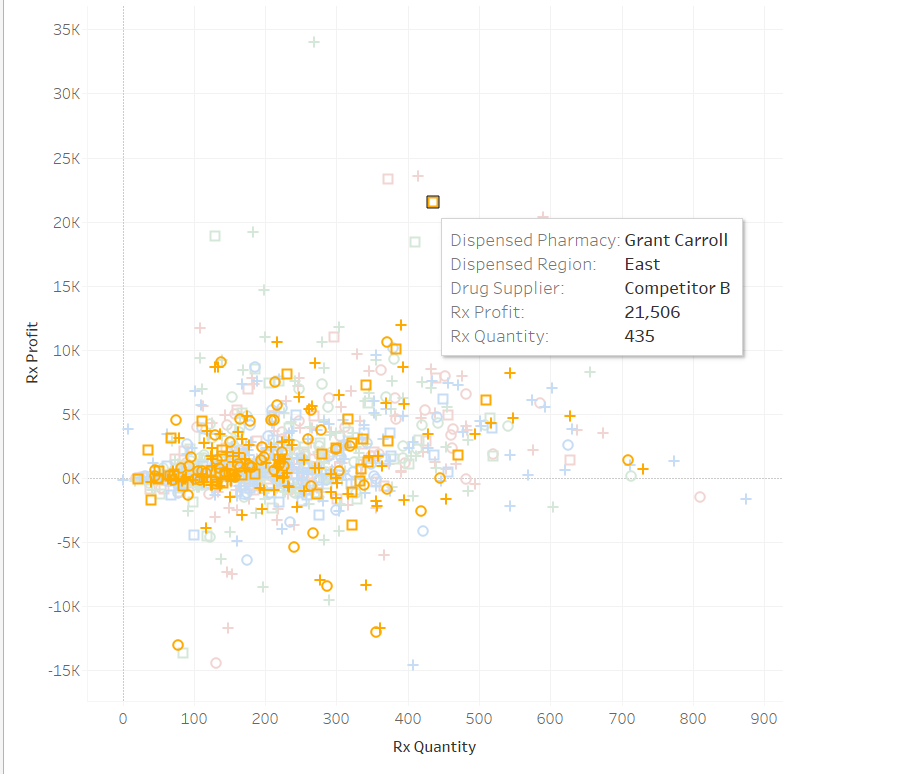 35K
30K
25K
20K
15K
10K
5K
0K
-5K
-10K
-15K
Rx Profit
Dispensed Pharmacy: Grant Carroll
Dispensed Region: East
Drug Supplier: Competitor B
Rx Profit: 21,506
Rx Quantity: 435
0 100 200 300 400 500 600 700 800 900
Rx Quantity